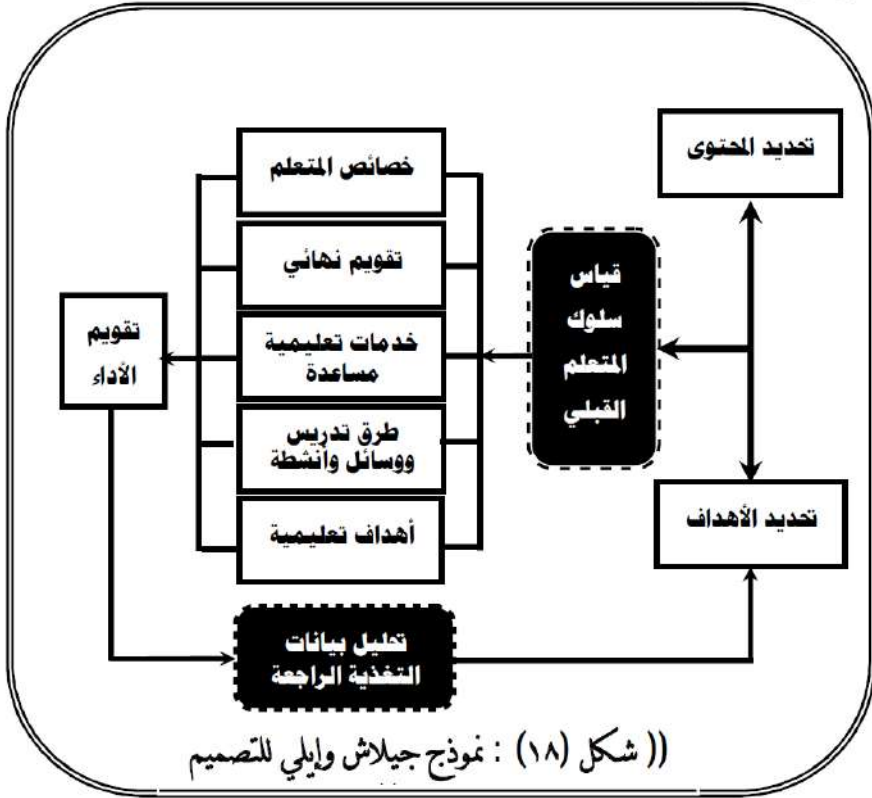 تحديد المحتوى
تحديد الأهداف
قياس
سلوك
المتعلم
القبلي
خصائص المتعلم
تقويم نهائي
خدمات تعليمية
مساعدة
طرق تدريس
ووسائل وأنشطة
أهداف تعليمية
تقويم
الأداء
تحليل بيانات
التغذية الراجعة
(( شكل (١٨) : نموذج جيلاش وإيلي للتصميم